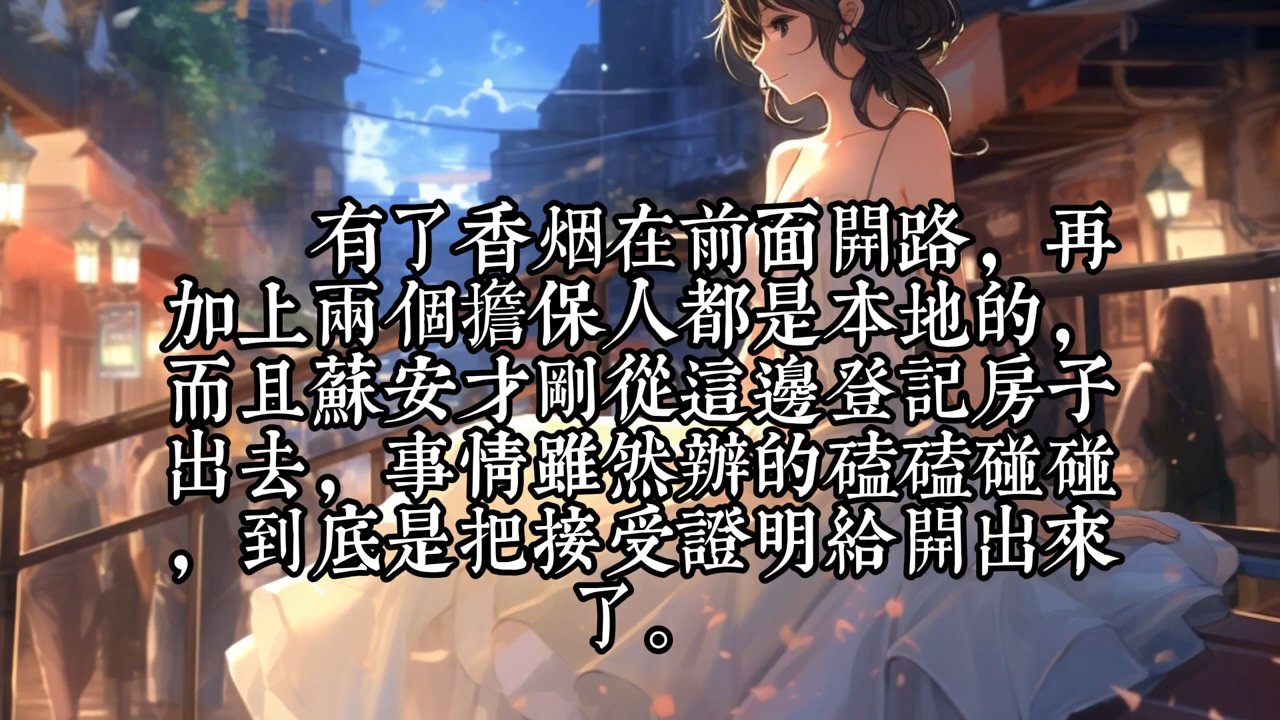 有了香烟在前面開路，再
加上兩個擔保人都是本地的，
而且蘇安才剛從這邊登記房子
出去，事情雖然辦的磕磕碰碰
，到底是把接受證明給開出來
了。